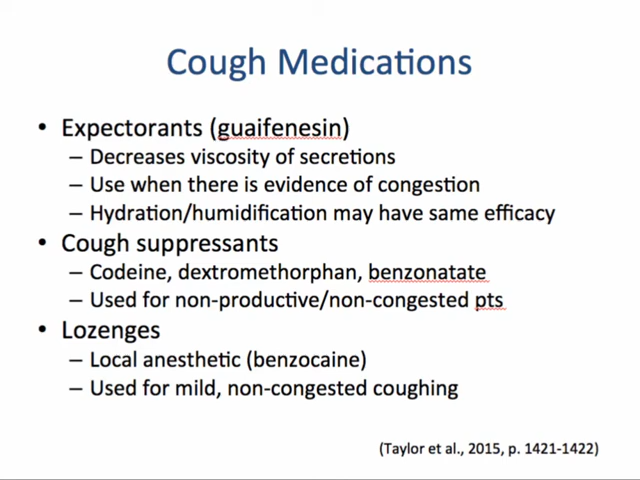 Cough Medications
• Expectorants (guaifenesin)
– Decreases viscosity of secretions
– Use when there is evidence of congestion
– Hydration/humidification may have same efficacy
• Cough suppressants
– Codeine, dextromethorphan, benzonatate
– Used for non-productive/non-congested pts
• Lozenges
– Local anesthetic (benzocaine)
– Used for mild, non-congested coughing
(Taylor et al., 2015, p. 1421-1422)